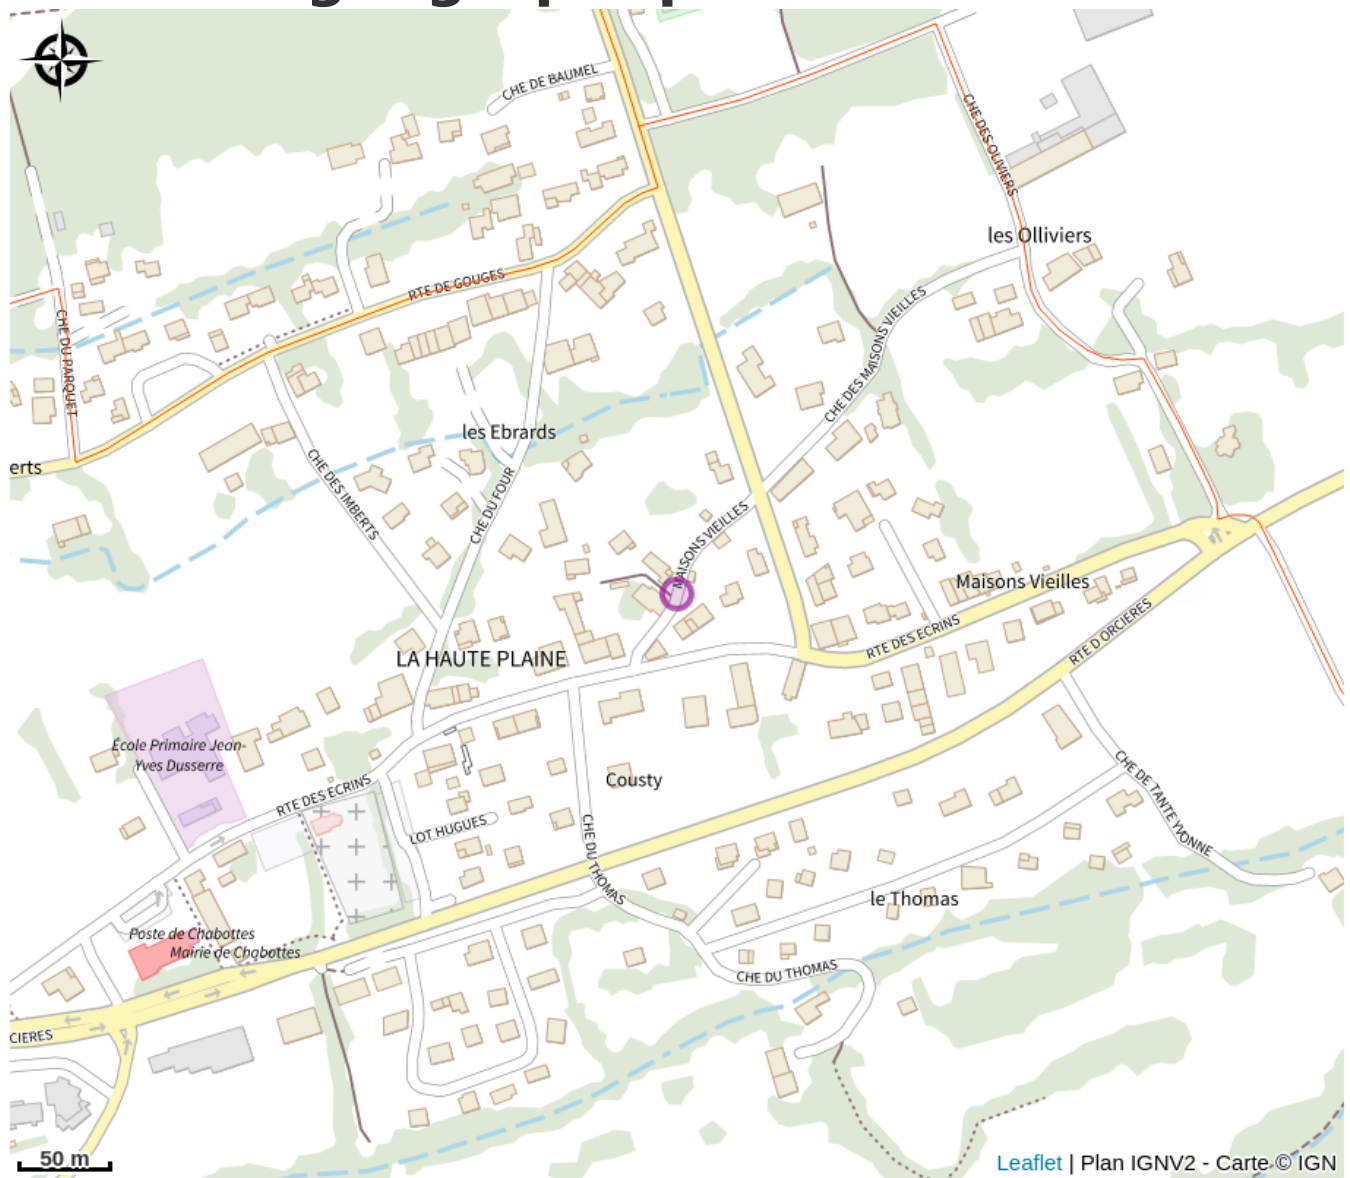 CHE DE BAUMEL
CHE DES OLIVIERS
les Olliviers
RTE DE GOUGES
CHE DU PARQUET
CHE DES MAISONS VIEILLES
les Ebrards
erts
CHE DES IMBERTS
CHE DU FOUR
MAISONS VIEILLES
Maisons Vieilles
RTE DES ECRINS
RTE D ORCIERES
LA HAUTE PLAINE
École Primaire Jean-
Yves Dusserre
RTE DES ECRINS
Cousty
CHE DE TANTE YVONNE
LOT HUGUES
CHE DU THOMAS
le Thomas
Poste de Chabottes
Mairie de Chabottes
CHE DU THOMAS
CIERES
50 m
Leaflet | Plan IGNV2 - Carte © IGN